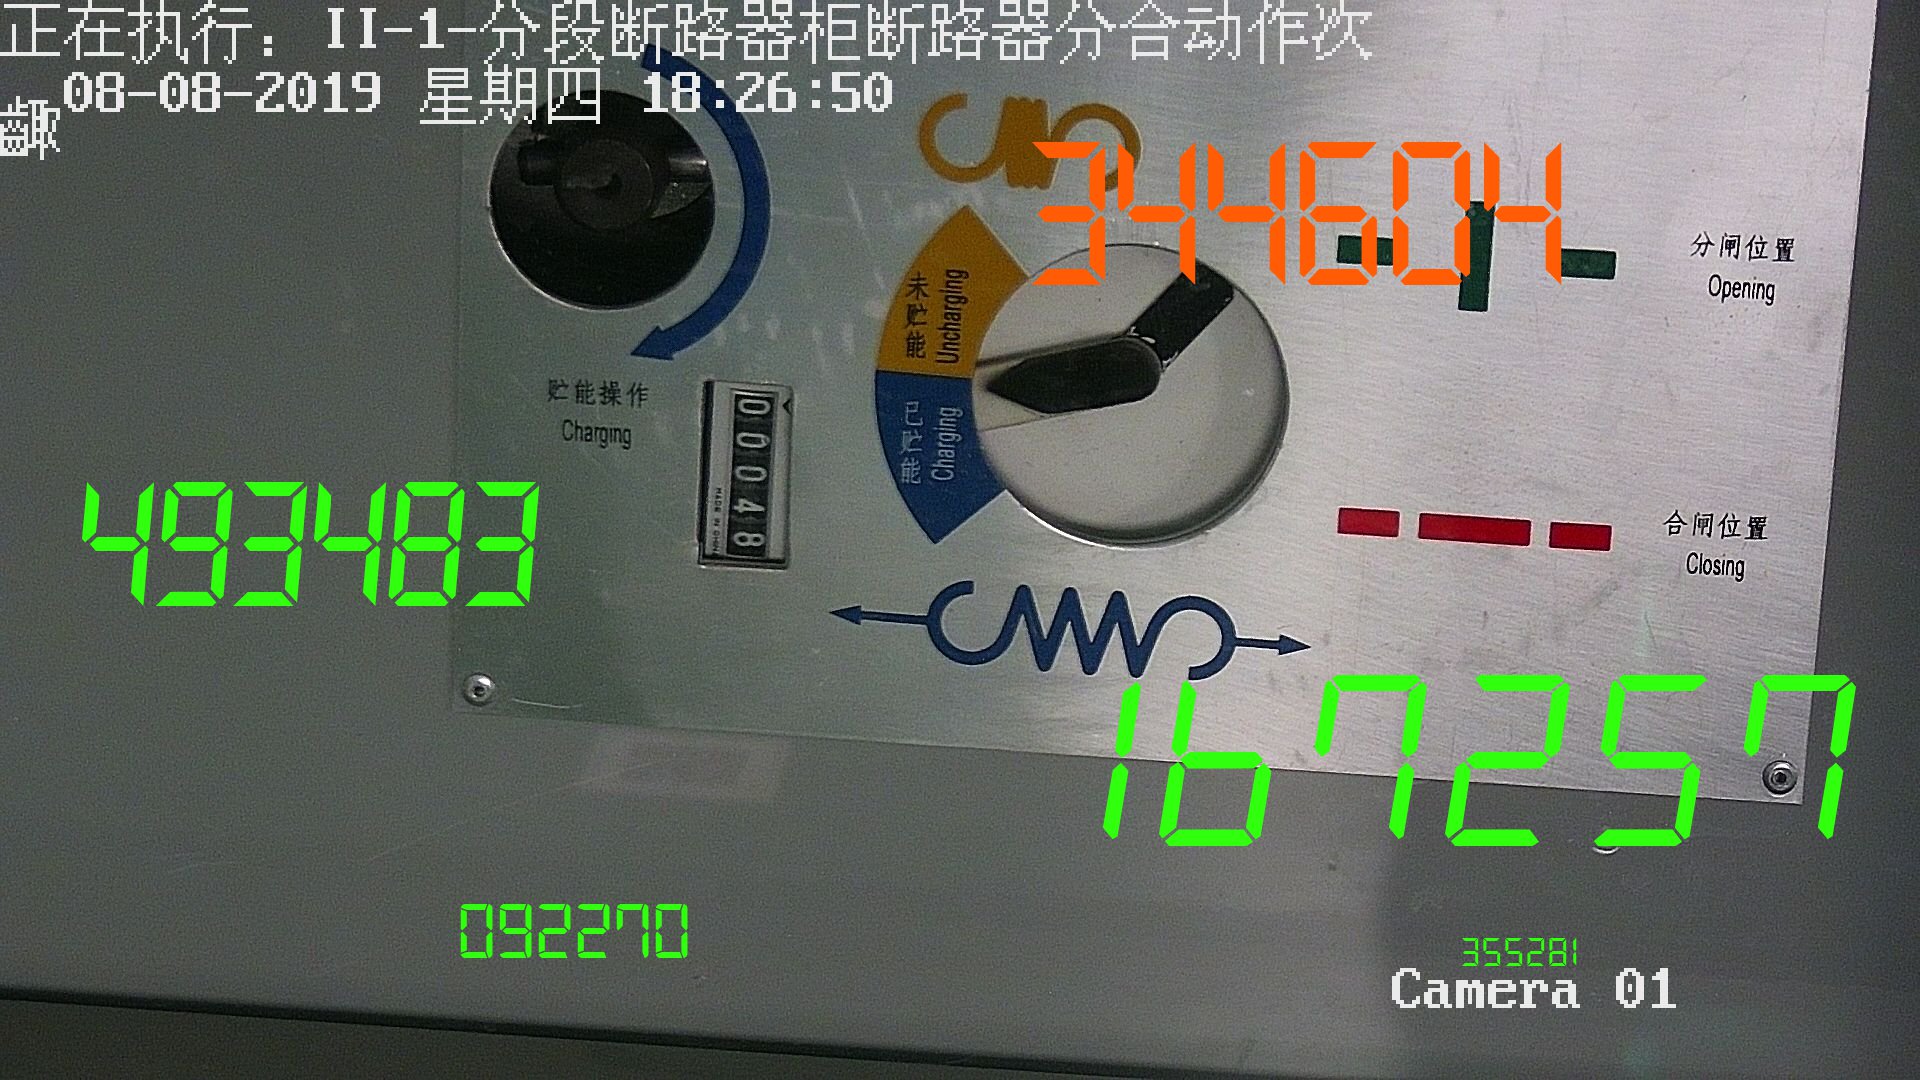 正在执行：II-1-分段断路器柜断路器分合动作次
08-08-2019 星期四 18:26:50
344604
分闸位置
Opening
未贮能
Uncharging
贮能操作
Charging
已贮能
Charging
00048
493483
合闸位置
Closing
167257
092270
355281
Camera 01